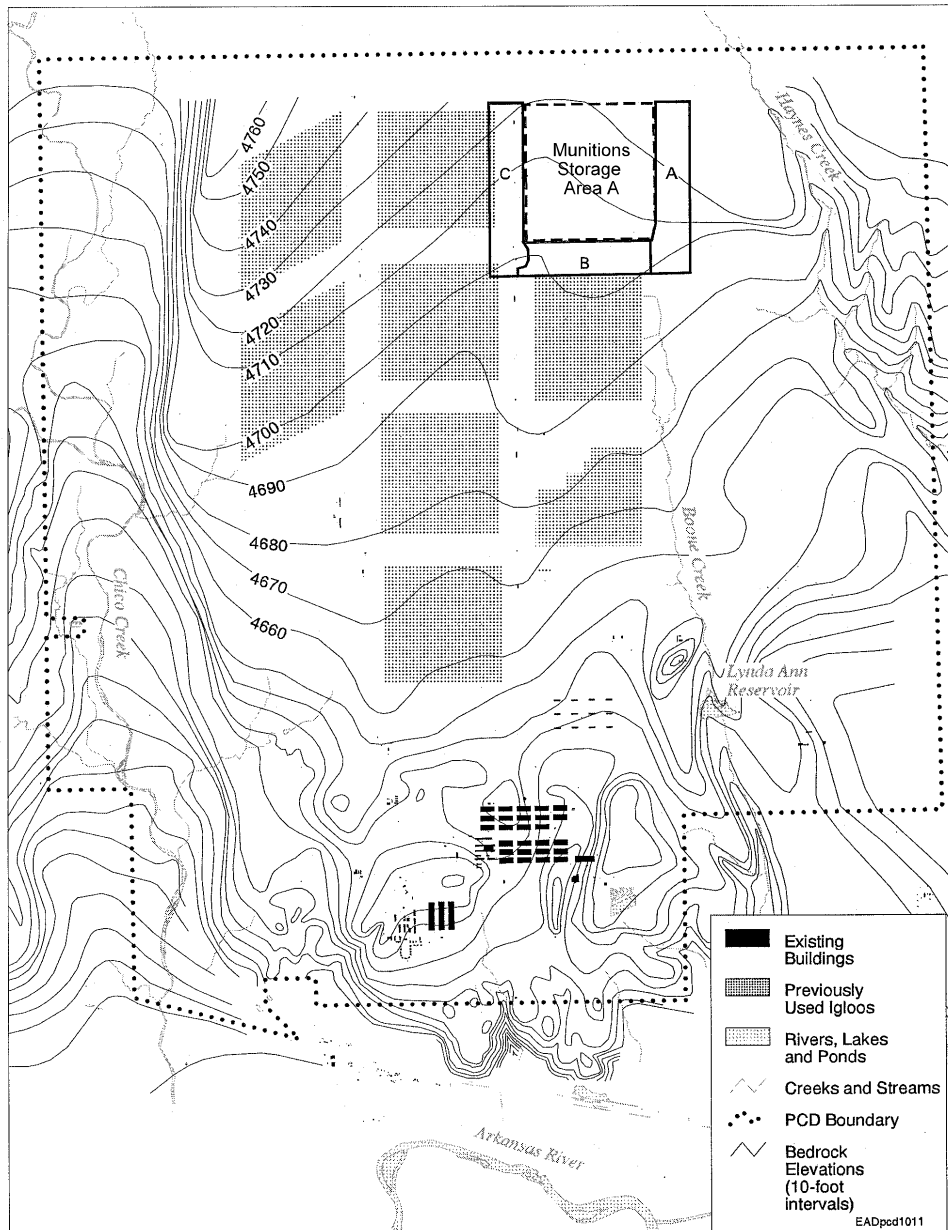 4760
4750
4740
4730
4720
4710
4700
4690
4680
4670
4660
Munitions
Storage
Area A
C
A
B
Haynes Creek
Boone Creek
Chico Creek
Lynda Ann
Reservoir
Arkansas River
Existing
Buildings
Previously
Used Igloos
Rivers, Lakes
and Ponds
Creeks and Streams
PCD Boundary
Bedrock
Elevations
(10-foot
intervals)
EADpcd1011